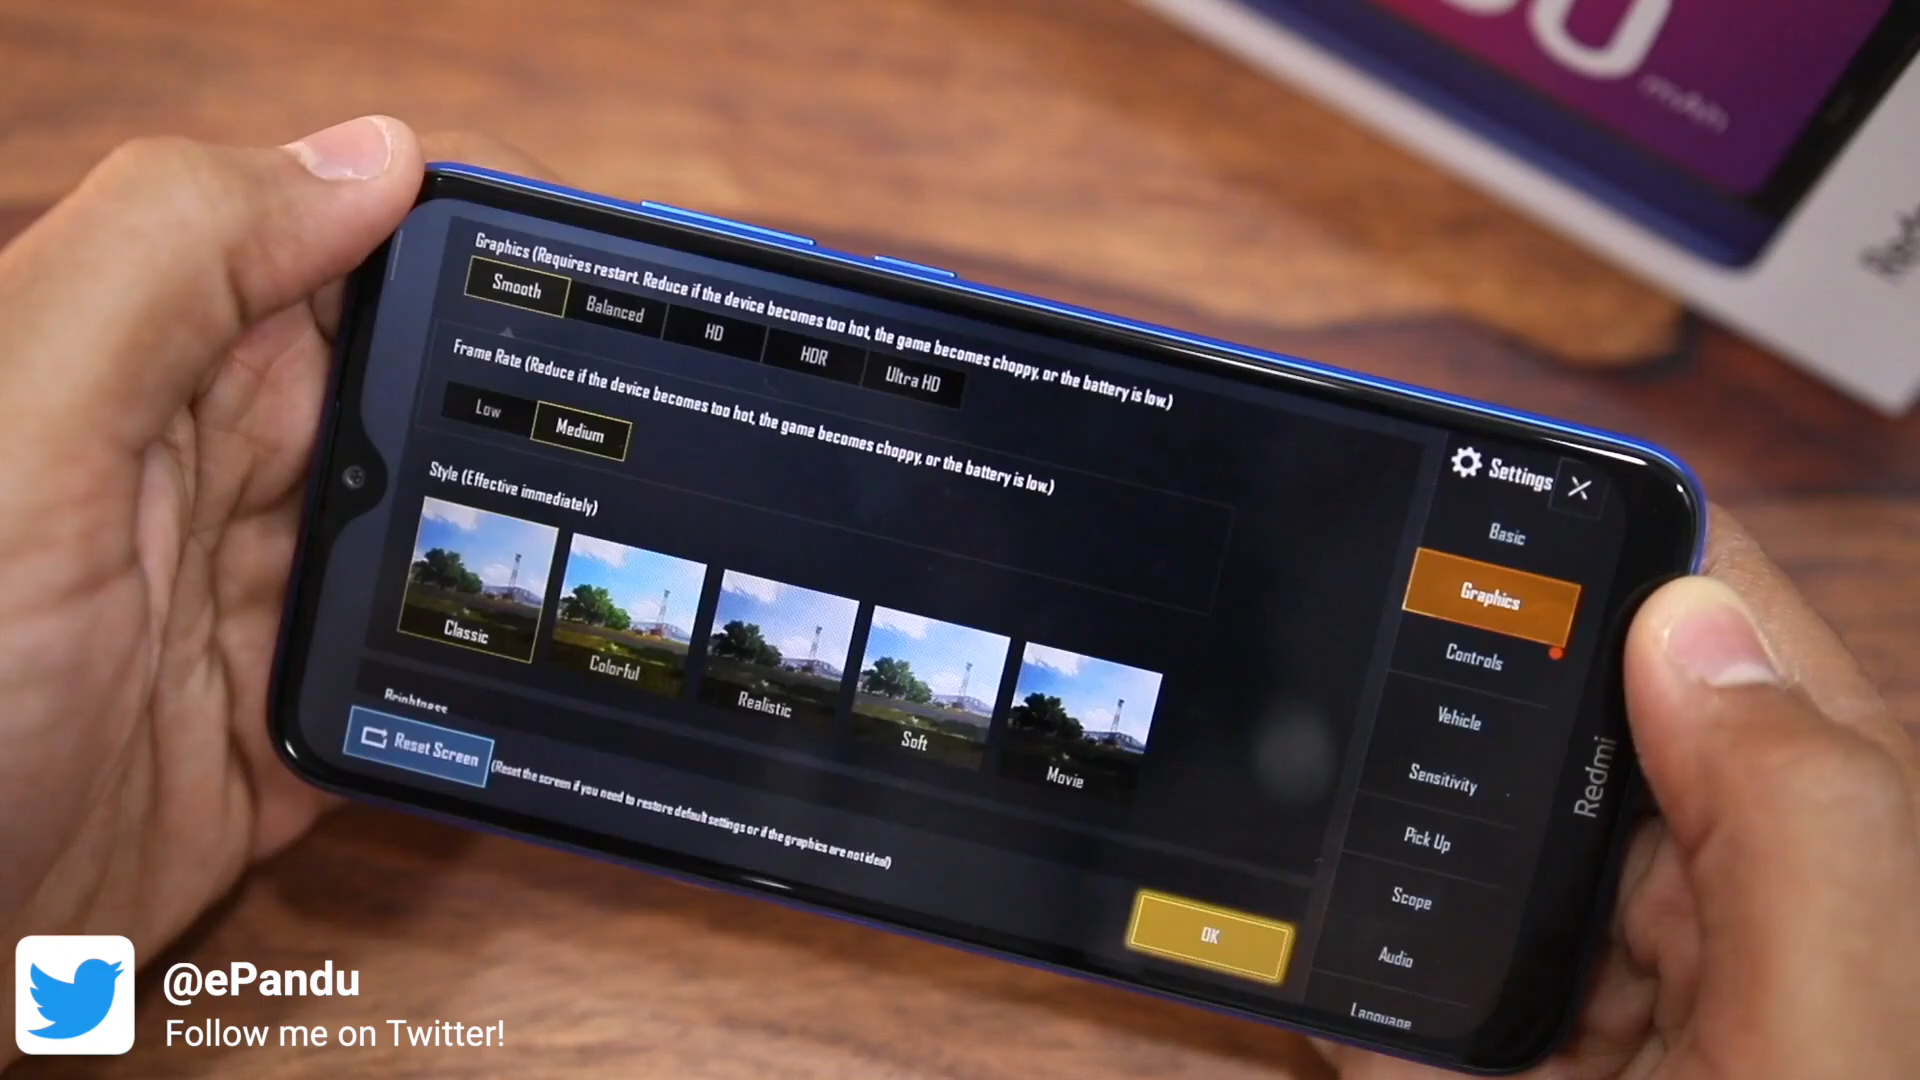 Graphics (Requires restart. Reduce if the device becomes too hot, the game becomes choppy, or the battery is low.)
Smooth
Balanced
HD
HDR
Ultra HD
Frame Rate (Reduce if the device becomes too hot, the game becomes choppy, or the battery is low.)
Low
Medium
Style (Effective immediately)
Classic
Colorful
Realistic
Soft
Movie
Brightness
Reset Screen
(Reset the screen if you need to restore default settings or if the graphics are not ideal)
OK
Settings
Basic
Graphics
Controls
Vehicle
Sensitivity
Pick Up
Scope
Audio
Language
Redmi
@ePandu
Follow me on Twitter!